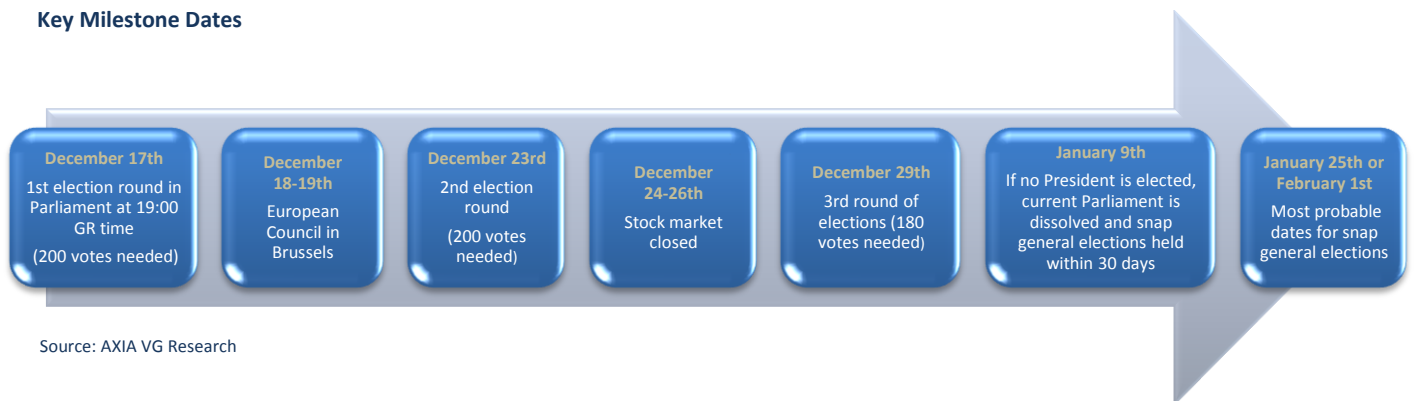 Key Milestone Dates
December 17th
1st election round in
Parliament at 19:00
GR time
(200 votes needed)
December
18-19th
European
Council in
Brussels
December 23rd
2nd election
round
(200 votes
needed)
December
24-26th
Stock market
closed
December 29th
3rd round of
elections (180
votes needed)
January 9th
If no President is elected,
current Parliament is
dissolved and snap
general elections held
within 30 days
January 25th or
February 1st
Most probable
dates for snap
general elections
Source: AXIA VG Research